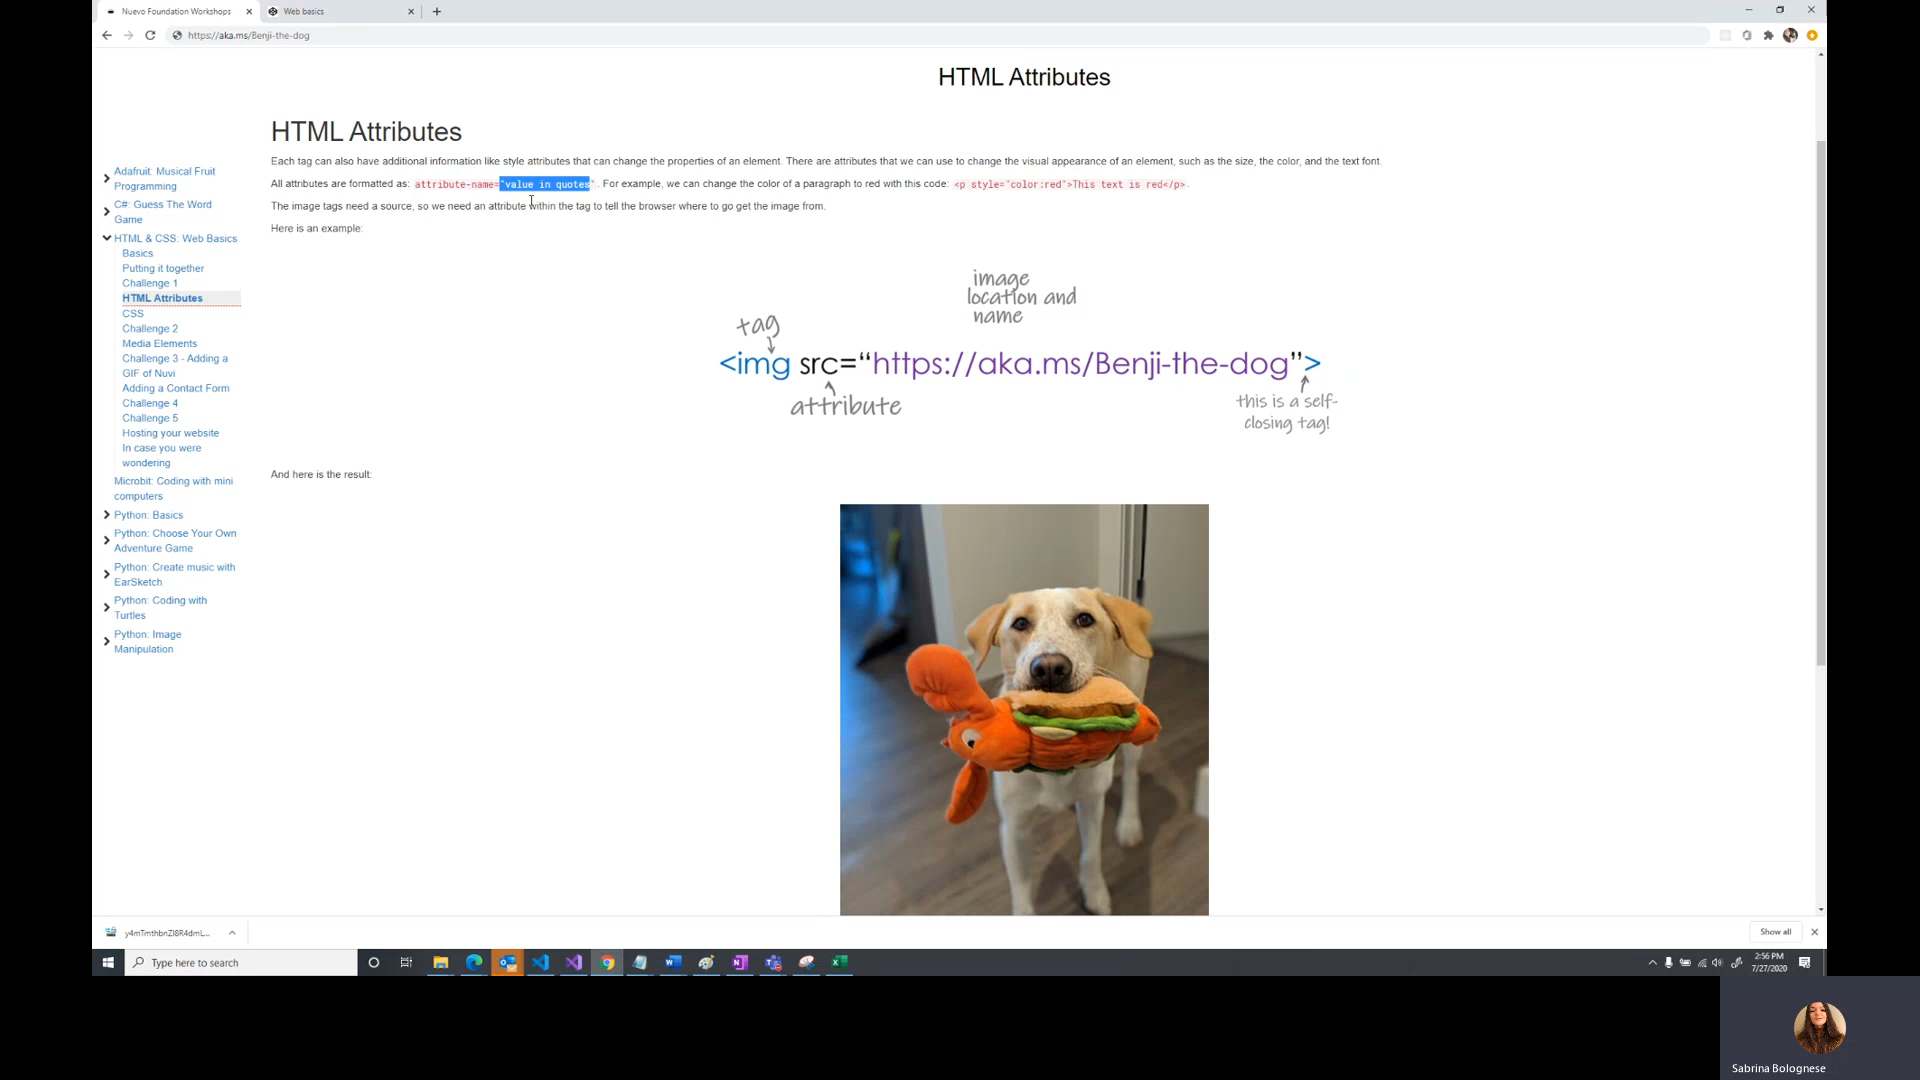 Nuevo Foundation Workshops
Web basics
https://aka.ms/Benji-the-dog
HTML Attributes
Adafruit: Musical Fruit
Programming
C#: Guess The Word
Game
HTML & CSS: Web Basics
Basics
Putting it together
Challenge 1
HTML Attributes
CSS
Challenge 2
Media Elements
Challenge 3 - Adding a
GIF of Nuvi
Adding a Contact Form
Challenge 4
Challenge 5
Hosting your website
In case you were
wondering
Microbit: Coding with mini
computers
Python: Basics
Python: Choose Your Own
Adventure Game
Python: Create music with
EarSketch
Python: Coding with
Turtles
Python: Image
Manipulation
HTML Attributes
Each tag can also have additional information like style attributes that can change the properties of an element. There are attributes that we can use to change the visual appearance of an element, such as the size, the color, and the text font.
All attributes are formatted as: attribute-name="value in quotes". For example, we can change the color of a paragraph to red with this code: <p style="color:red">This text is red</p>.
The image tags need a source, so we need an attribute within the tag to tell the browser where to go get the image from.
Here is an example:
image
location and
name
tag
<img src=“https://aka.ms/Benji-the-dog”>
attribute
this is a self-
closing tag!
And here is the result:
Show all
Type here to search
2:56 PM
7/27/2020
Sabrina Bolognese